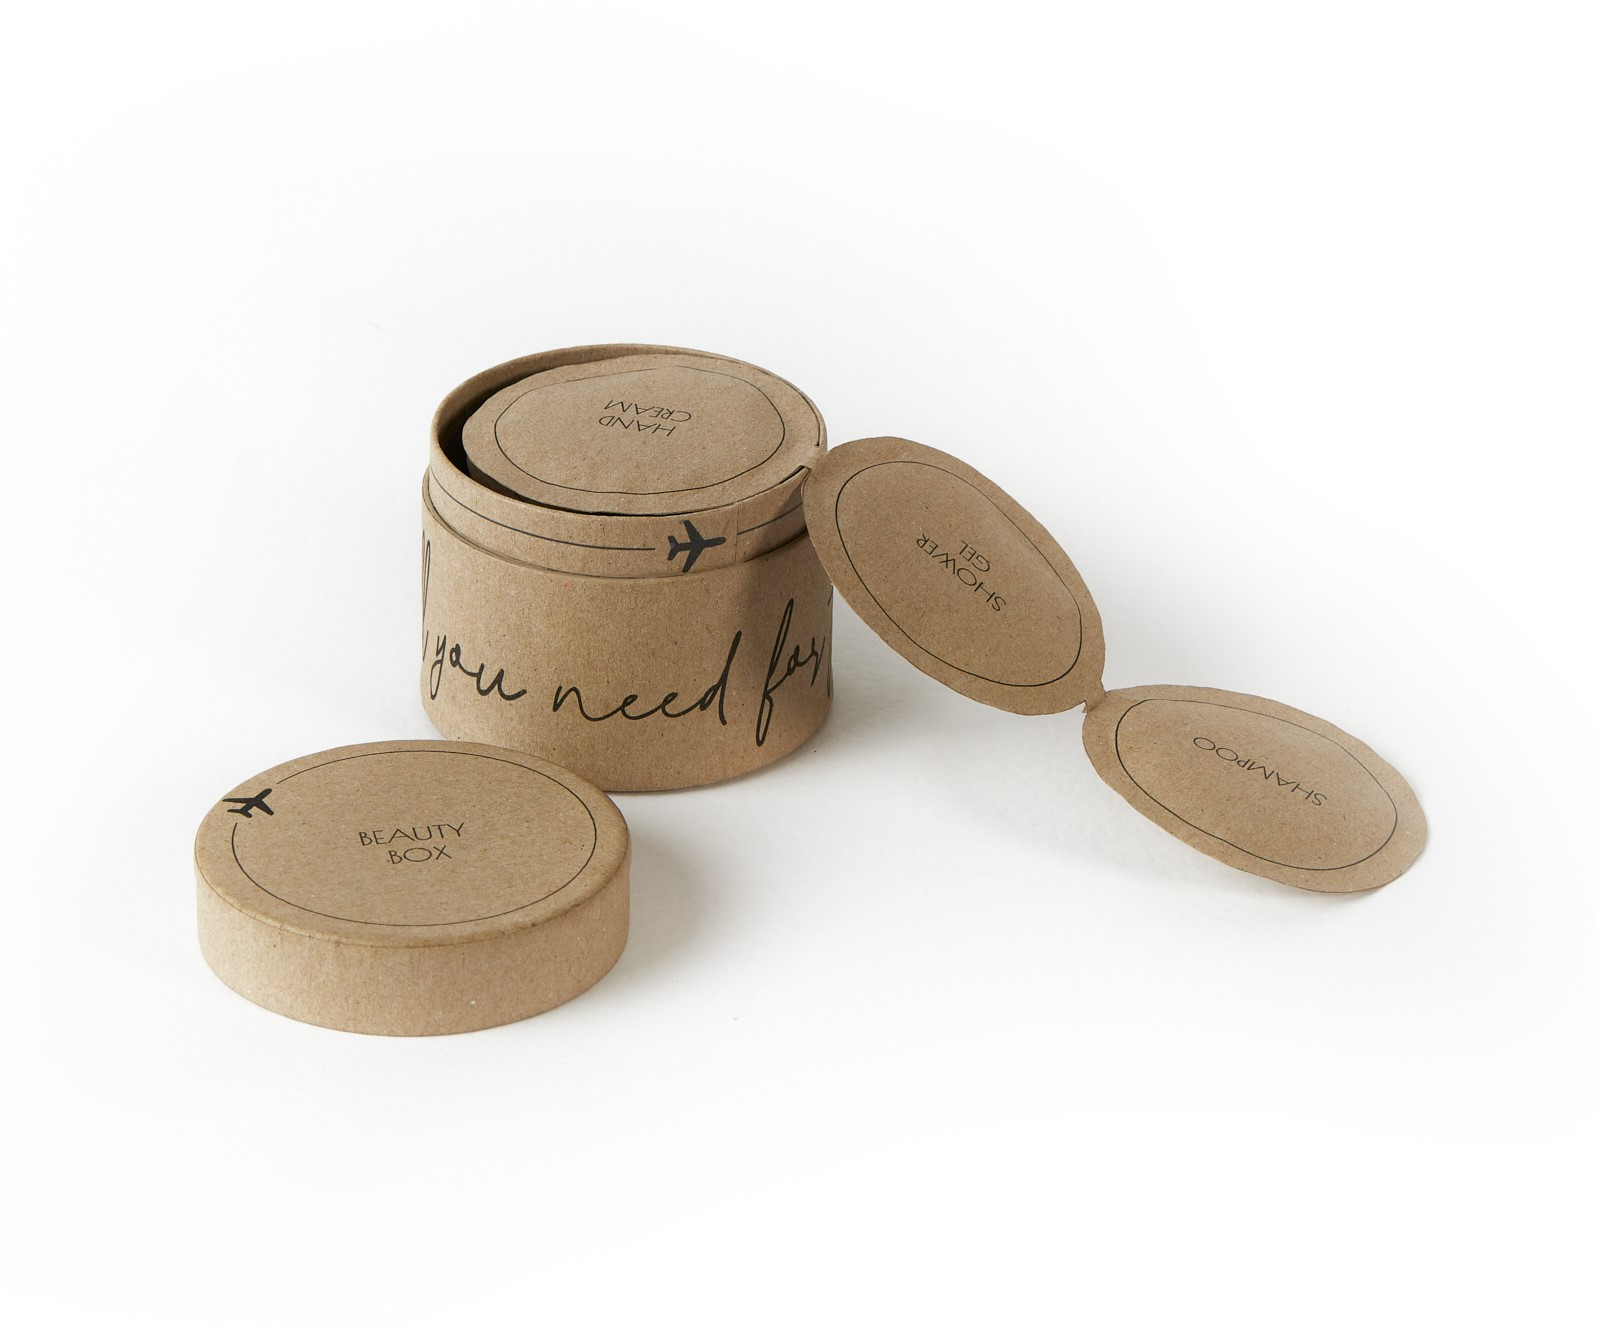 HAND
CREAM
SHOWER
GEL
you need for
SHAMPOO
BEAUTY
BOX